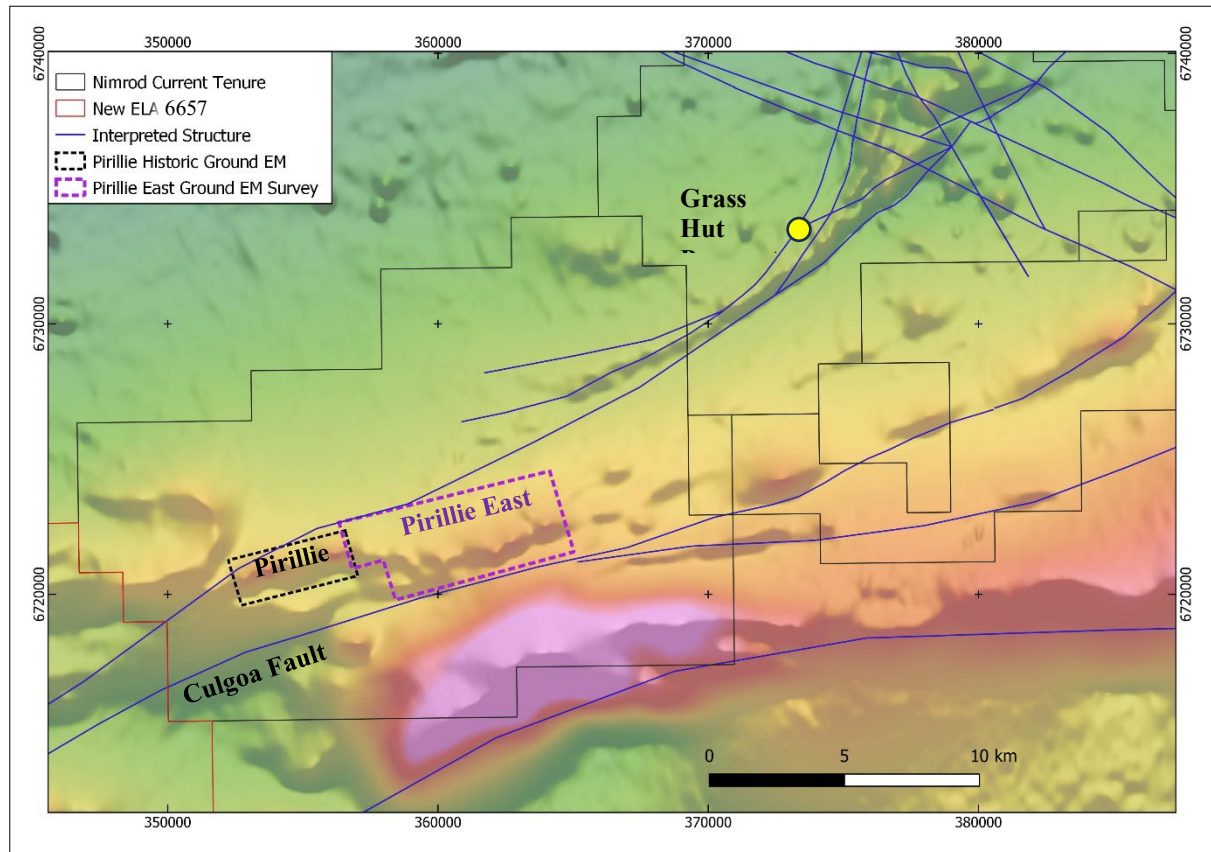 350000
360000
370000
380000
6740000
6740000
Nimrod Current Tenure
New ELA 6657
Interpreted Structure
Pirillie Historic Ground EM
Pirillie East Ground EM Survey
Grass
Hut
6730000
6730000
Pirillie East
Pirillie
6720000
6720000
Culgoa Fault
0
5
10 km
350000
360000
370000
380000